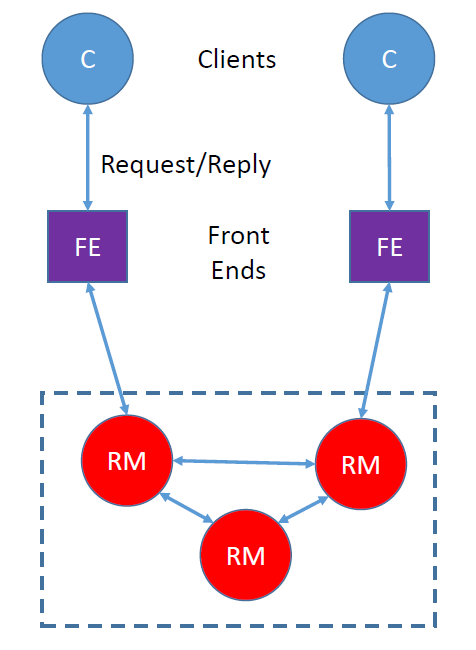 C
Clients
C
Request/Reply
FE
Front
Ends
FE
RM
RM
RM